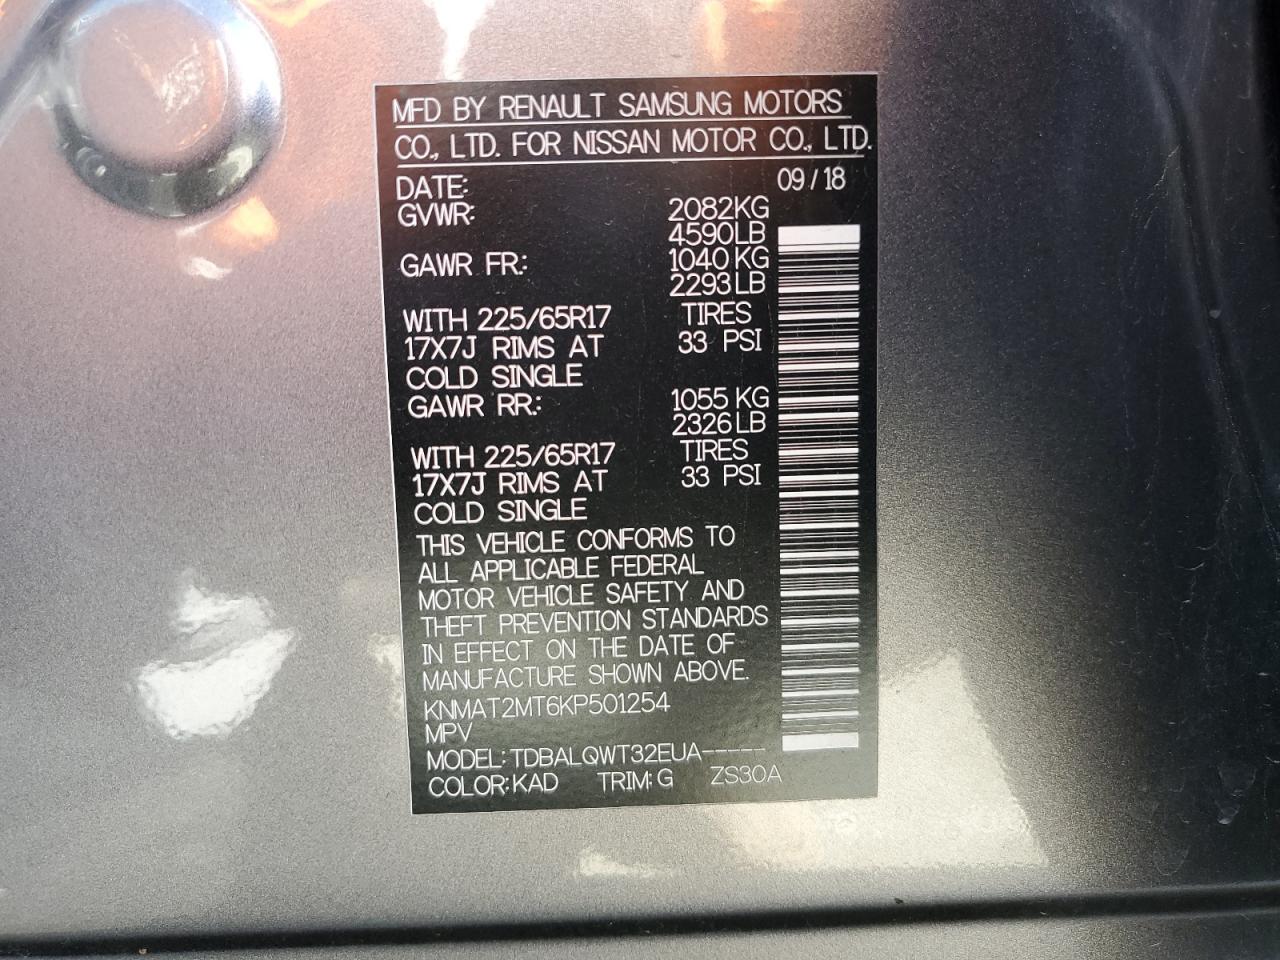 MFD BY RENAULT SAMSUNG MOTORS
CO., LTD. FOR NISSAN MOTOR CO., LTD.
DATE: 09 / 18
GVWR: 2082KG
4590LB
GAWR FR: 1040KG
2293LB
WITH 225/65R17 TIRES
17X7J RIMS AT 33 PSI
COLD SINGLE
GAWR RR: 1055KG
2326LB
WITH 225/65R17 TIRES
17X7J RIMS AT 33 PSI
COLD SINGLE
THIS VEHICLE CONFORMS TO
ALL APPLICABLE FEDERAL
MOTOR VEHICLE SAFETY AND
THEFT PREVENTION STANDARDS
IN EFFECT ON THE DATE OF
MANUFACTURE SHOWN ABOVE.
KNMAT2MT6KP501254
MPV
MODEL: TDBALQWT32EUA-----
COLOR: KAD TRIM: G ZS30A